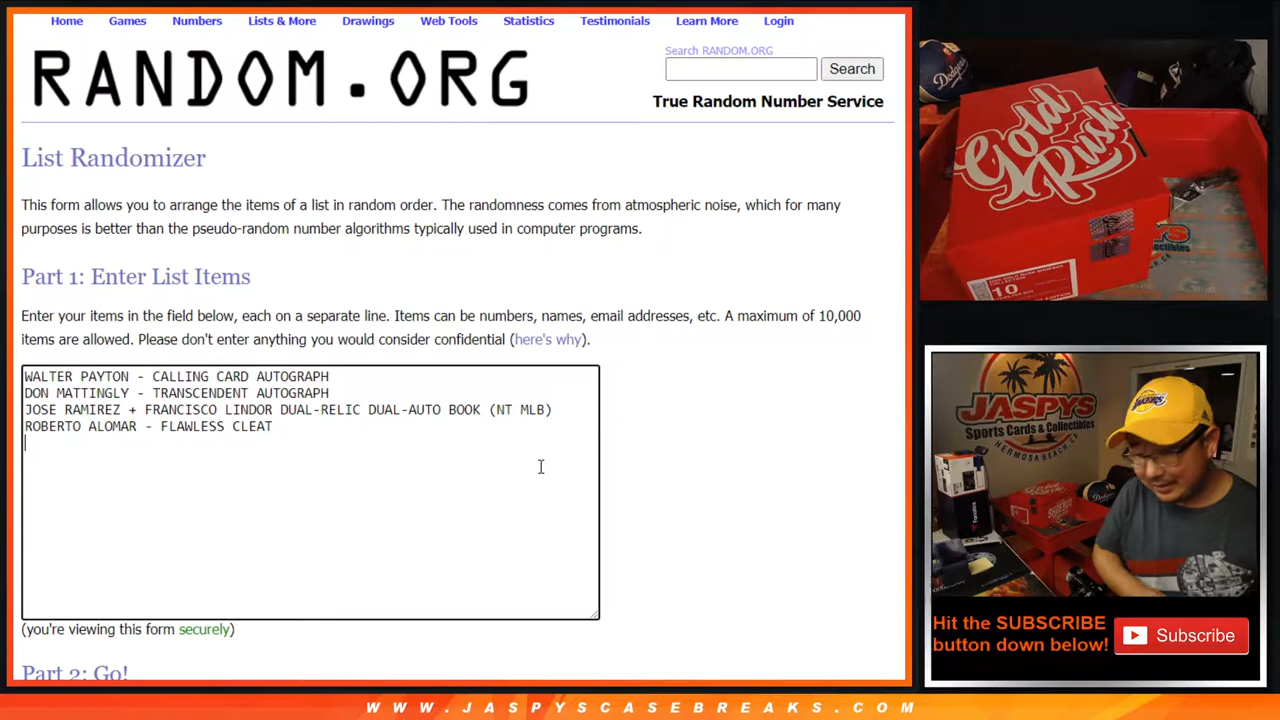 Home Games Numbers Lists & More Drawings Web Tools Statistics Testimonials Learn More Login
RANDOM.ORG
Search RANDOM.ORG
Search
True Random Number Service
List Randomizer
This form allows you to arrange the items of a list in random order. The randomness comes from atmospheric noise, which for many
purposes is better than the pseudo-random number algorithms typically used in computer programs.
Part 1: Enter List Items
Enter your items in the field below, each on a separate line. Items can be numbers, names, email addresses, etc. A maximum of 10,000
items are allowed. Please don't enter anything you would consider confidential (here's why).
WALTER PAYTON - CALLING CARD AUTOGRAPH
DON MATTINGLY - TRANSCENDENT AUTOGRAPH
JOSE RAMIREZ + FRANCISCO LINDOR DUAL-RELIC DUAL-AUTO BOOK (NT MLB)
ROBERTO ALOMAR - FLAWLESS CLEAT
(you're viewing this form securely)
Part 2: Go!
Dodgers
Gold
Rush
10
JASPYS
JASPYS
Sports Cards & Collectibles
HERMOSA BEACH, CA
LAKERS
Dodgers
Fanatics
Hit the SUBSCRIBE
button down below!
Subscribe
WWW.JASPYSCASEBREAKS.COM